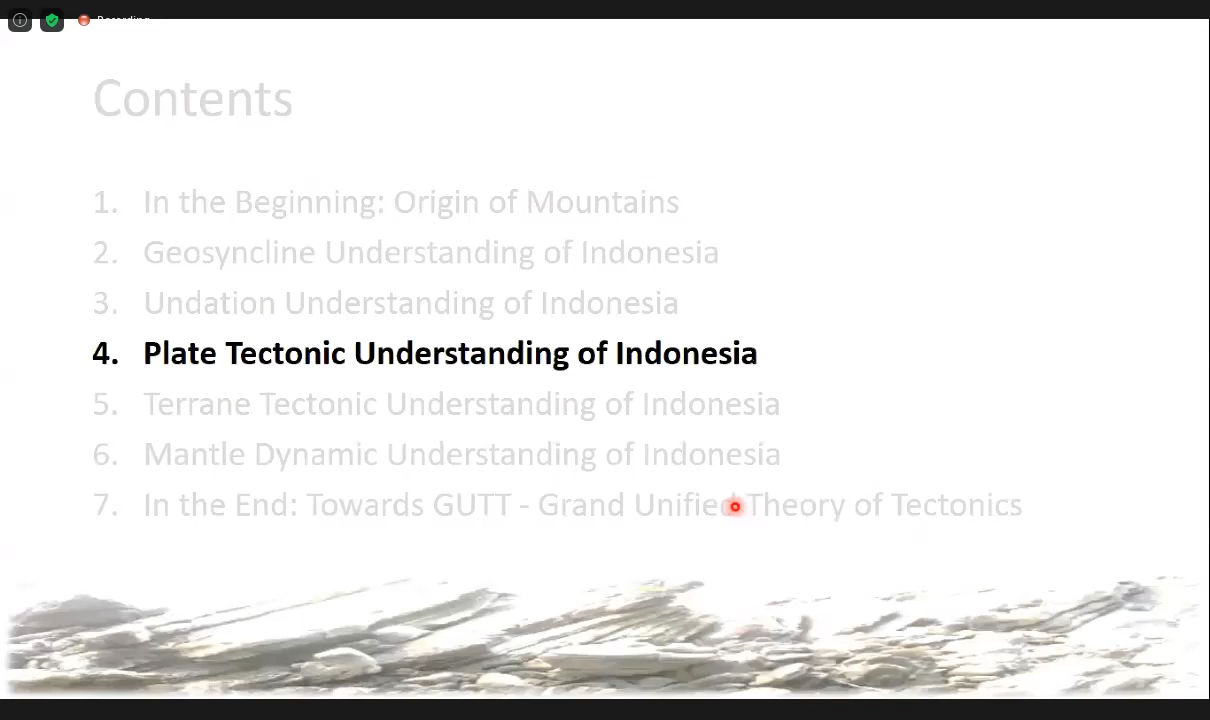 Recording
Contents
1. In the Beginning: Origin of Mountains
2. Geosyncline Understanding of Indonesia
3. Undation Understanding of Indonesia
4. Plate Tectonic Understanding of Indonesia
5. Terrane Tectonic Understanding of Indonesia
6. Mantle Dynamic Understanding of Indonesia
7. In the End: Towards GUTT - Grand Unified Theory of Tectonics